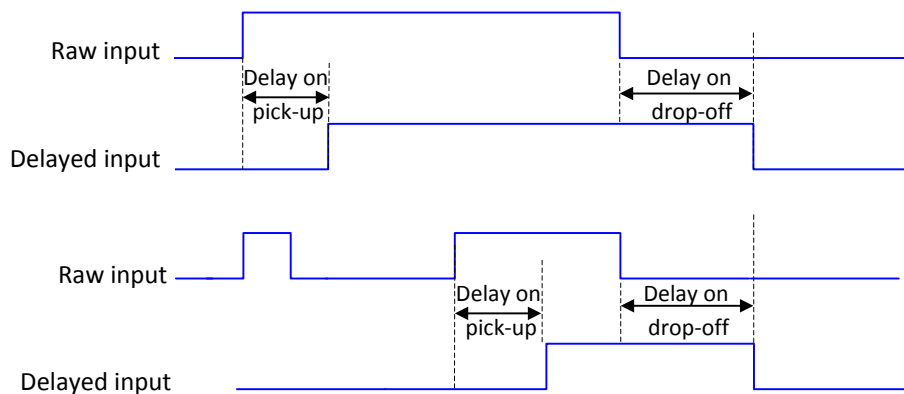 Raw input
Delay on
pick-up
Delay on
drop-off
Delayed input
Raw input
Delay on
pick-up
Delay on
drop-off
Delayed input